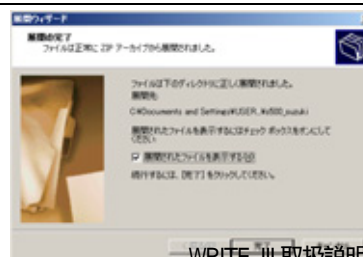 展開ウィザード
展開の完了
ファイルは正常に ZIP アーカイブから展開されました。
ファイルは下のディレクトリに正しく展開されました。
展開先:
展開されたファイルを表示するにはチェック ボックスをオンにして
ください:
展開されたファイルを表示する(H)
続行するには、[完了] をクリックしてください。
WRITE Ⅲ 取扱説明